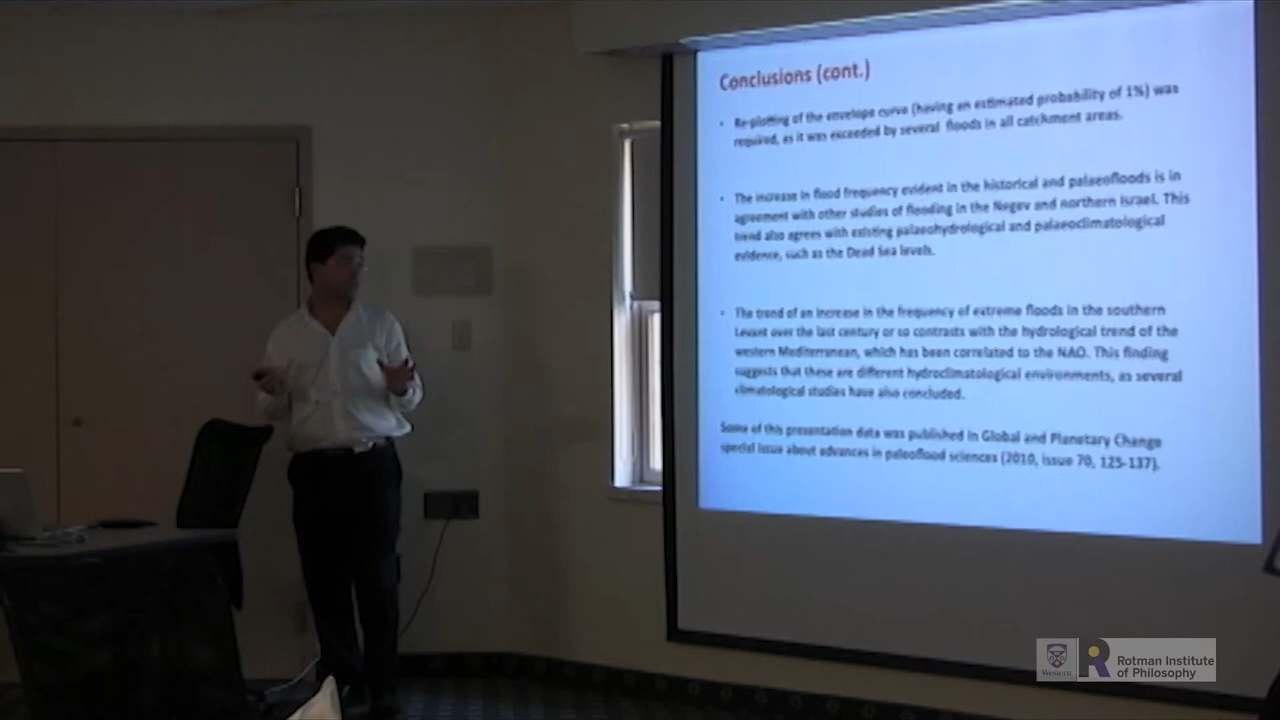 Conclusions (cont.)
• Re-plotting of the envelope curve (having an estimated probability of 1%) was
required, as it was exceeded by several floods in all catchment areas.
• The increase in flood frequency evident in the historical and palaeofloods is in
agreement with other studies of flooding in the Negev and northern Israel. This
trend also agrees with existing palaeohydrological and palaeoclimatological
evidence, such as the Dead Sea levels.
• The trend of an increase in the frequency of extreme floods in the southern
Levant over the last century or so contrasts with the hydrological trend of the
western Mediterranean, which has been correlated to the NAO. This finding
suggests that these are different hydroclimatological environments, as several
climatological studies have also concluded.
Some of this presentation data was published in Global and Planetary Change
special issue about advances in paleoflood sciences (2010, issue 70, 125-137).
Western
Rotman Institute
of Philosophy